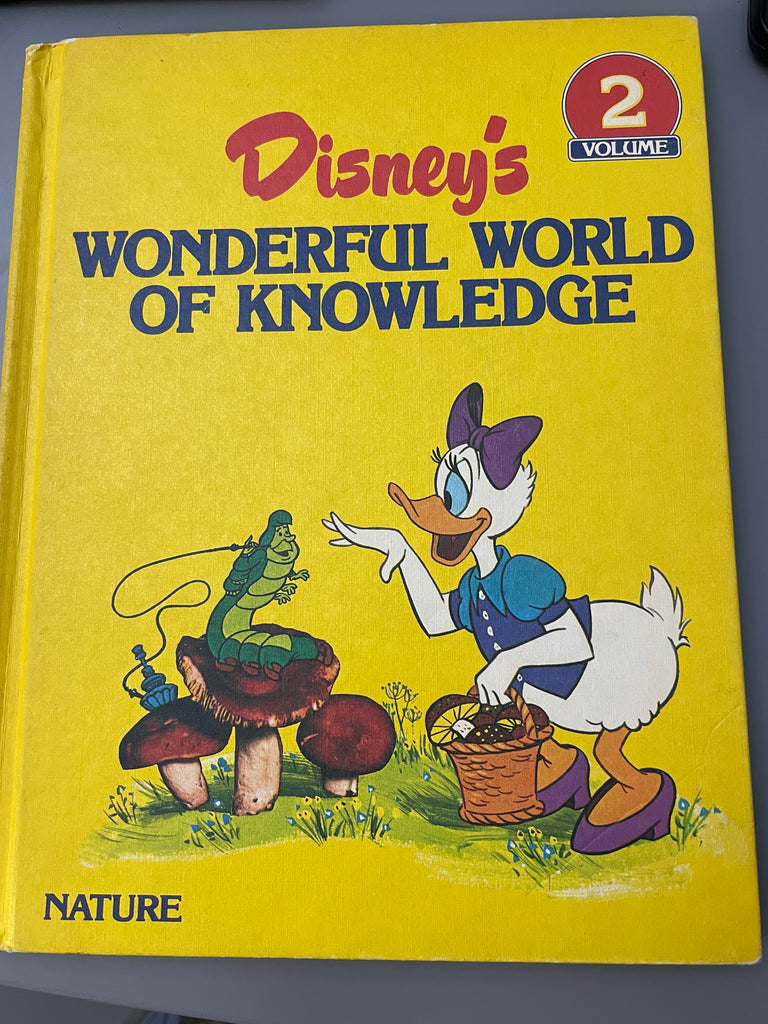 2
VOLUME
Disney's
WONDERFUL WORLD
OF KNOWLEDGE
NATURE